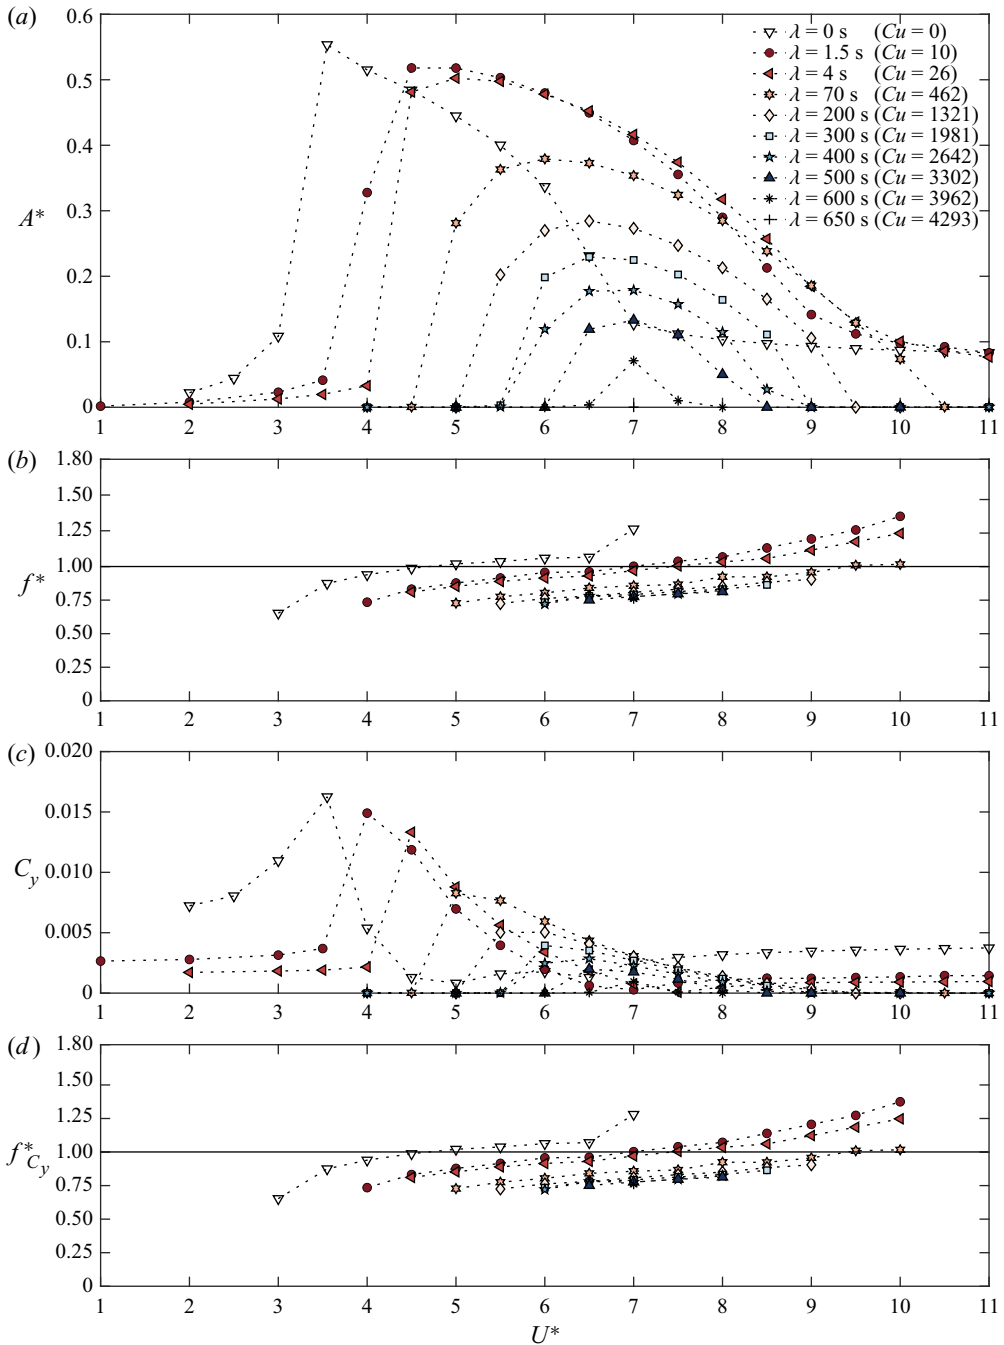 (a)
0.6
0.5
0.4
0.3
0.2
0.1
0
A*
λ = 0 s (Cu = 0)
λ = 1.5 s (Cu = 10)
λ = 4 s (Cu = 26)
λ = 70 s (Cu = 462)
λ = 200 s (Cu = 1321)
λ = 300 s (Cu = 1981)
λ = 400 s (Cu = 2642)
λ = 500 s (Cu = 3302)
λ = 600 s (Cu = 3962)
λ = 650 s (Cu = 4293)
1 2 3 4 5 6 7 8 9 10 11
(b)
1.80
1.50
1.25
1.00
0.75
0.50
0.25
0
f*
1 2 3 4 5 6 7 8 9 10 11
(c)
0.020
0.015
0.010
0.005
0
C_y
1 2 3 4 5 6 7 8 9 10 11
(d)
1.80
1.50
1.25
1.00
0.75
0.50
0.25
0
f*_{C_y}
1 2 3 4 5 6 7 8 9 10 11
U*